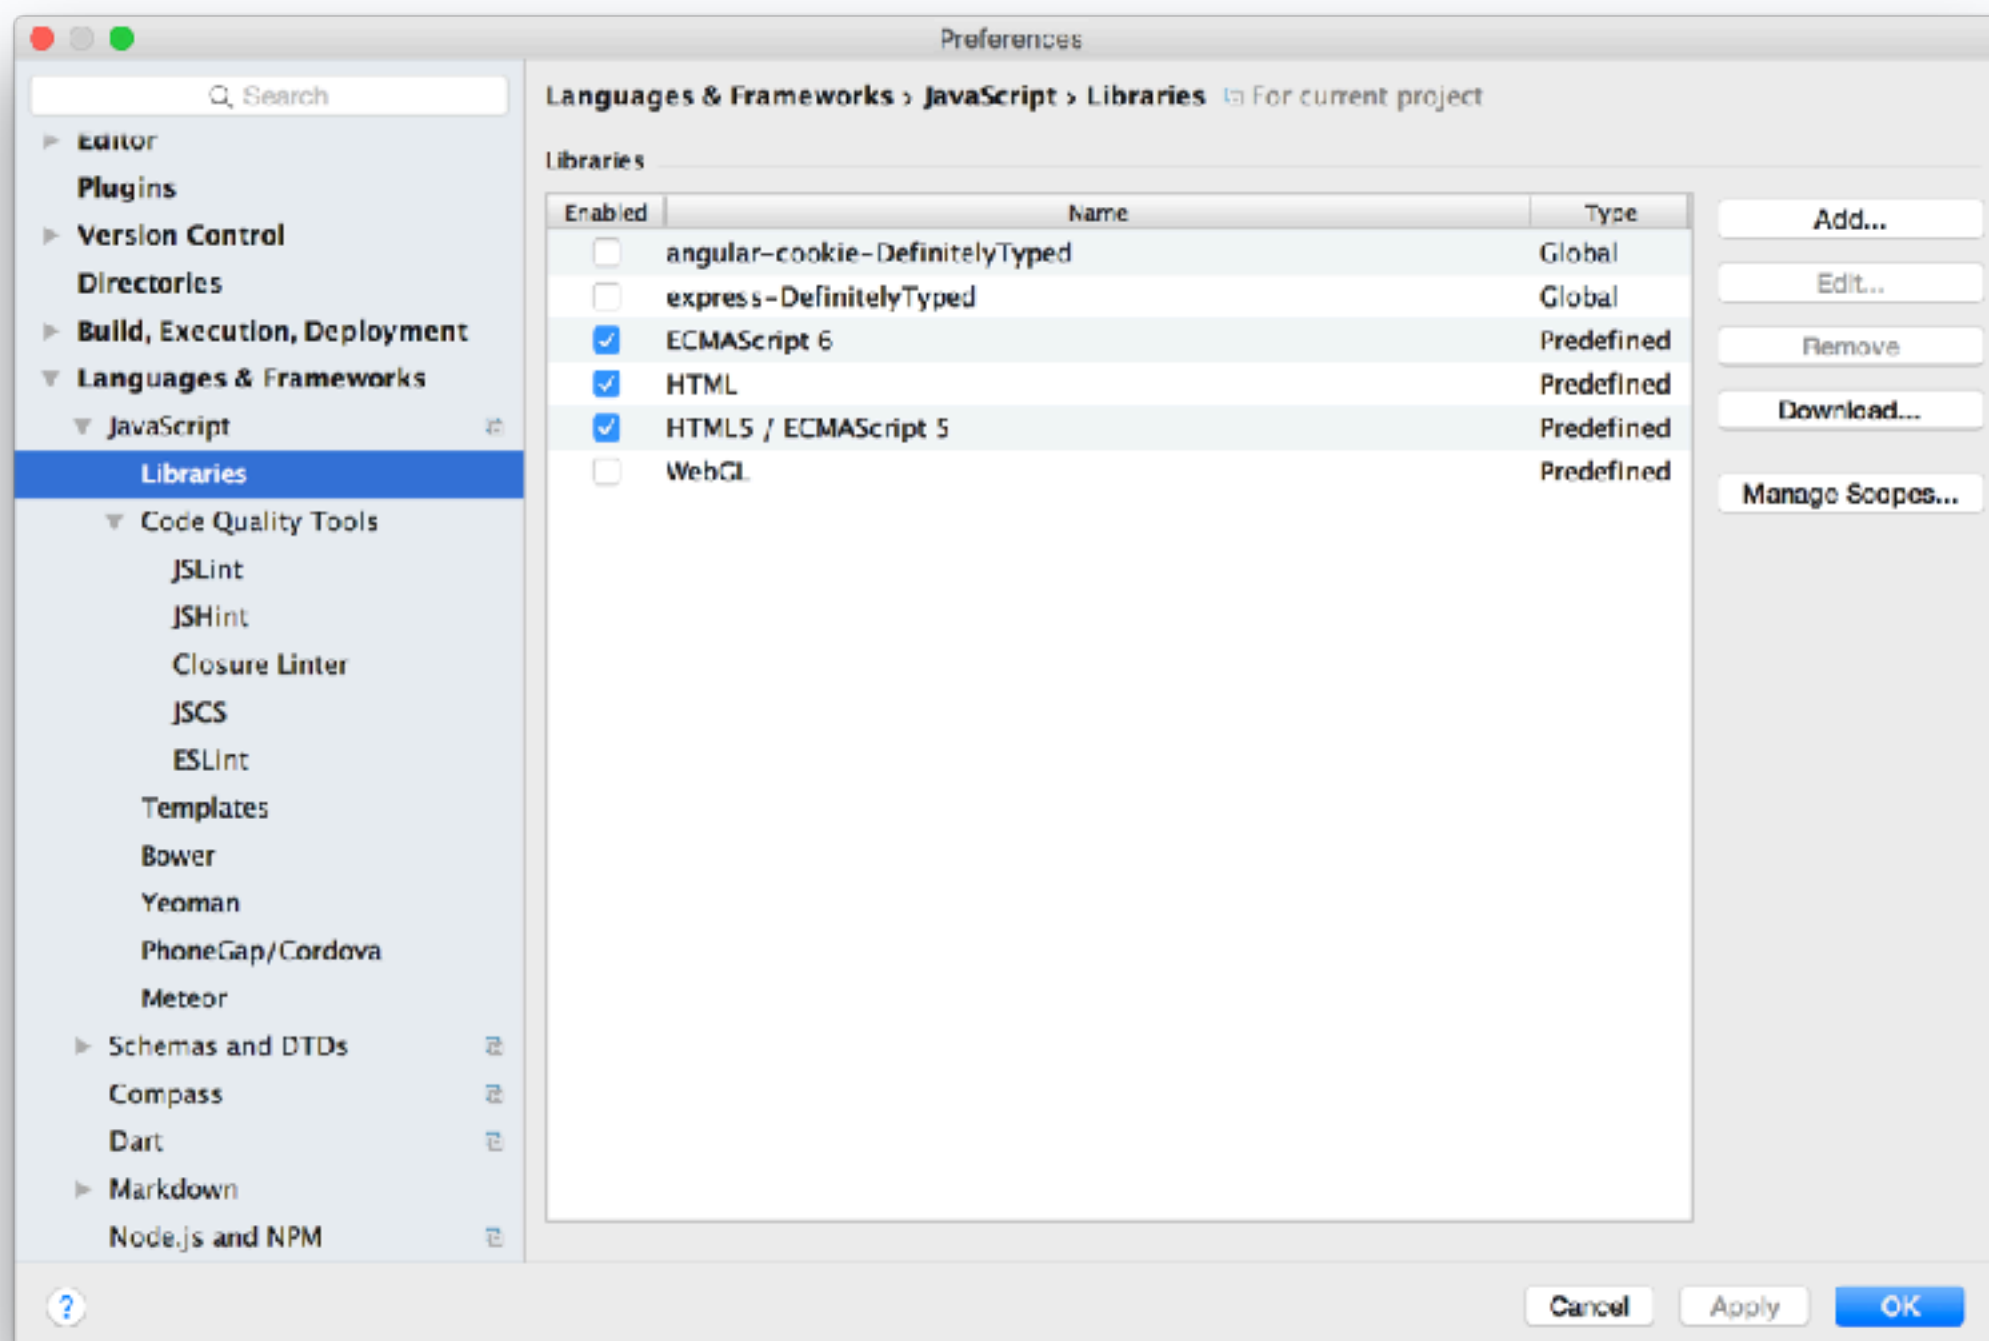 Preferences
Search
Editor
Plugins
Version Control
Directories
Build, Execution, Deployment
Languages & Frameworks
JavaScript
Libraries
Code Quality Tools
JSLint
JSHint
Closure Linter
JSCS
ESLint
Templates
Bower
Yeoman
PhoneGap/Cordova
Meteor
Schemas and DTDs
Compass
Dart
Markdown
Node.js and NPM
Languages & Frameworks › JavaScript › Libraries For current project
Libraries
Enabled Name Type
angular-cookie-DefinitelyTyped Global
express-DefinitelyTyped Global
ECMAScript 6 Predefined
HTML Predefined
HTML5 / ECMAScript 5 Predefined
WebGL Predefined
Add...
Edit...
Remove
Download...
Manage Scopes...
?
Cancel Apply OK